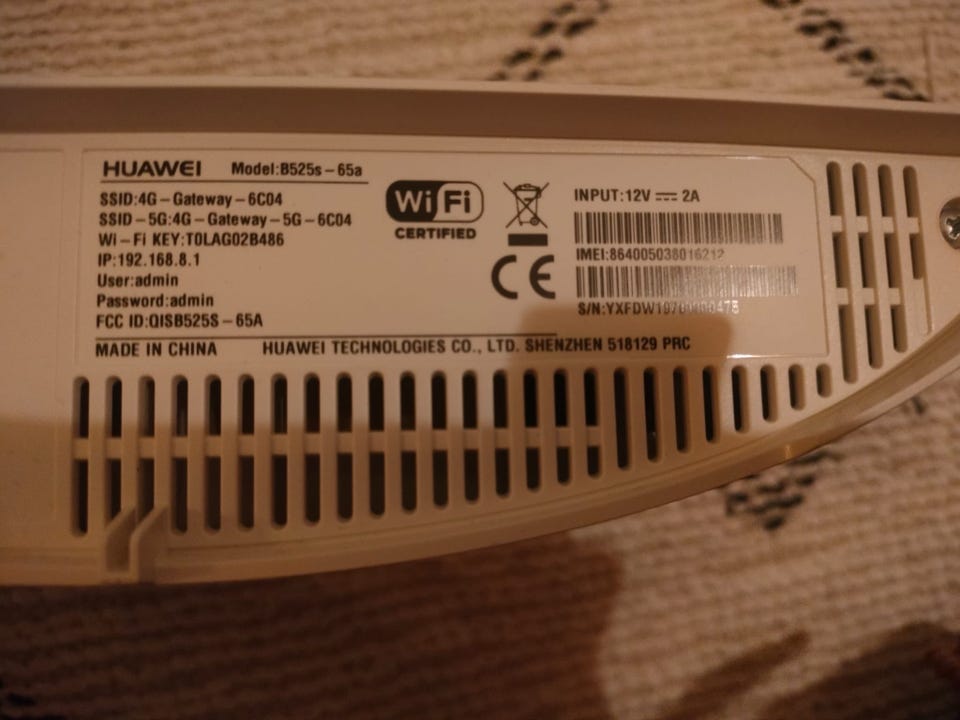 HUAWEI Model:B525s-65a
SSID:4G-Gateway-6C04
SSID-5G:4G-Gateway-5G-6C04
Wi-Fi KEY:T0LAG02B486
IP:192.168.8.1
User:admin
Password:admin
FCC ID:QISB525S-65A
WiFi
CERTIFIED
CE
INPUT:12V ⎓ 2A
IMEI:864005038016212
S/N:
MADE IN CHINA HUAWEI TECHNOLOGIES CO., LTD. SHENZHEN 518129 PRC